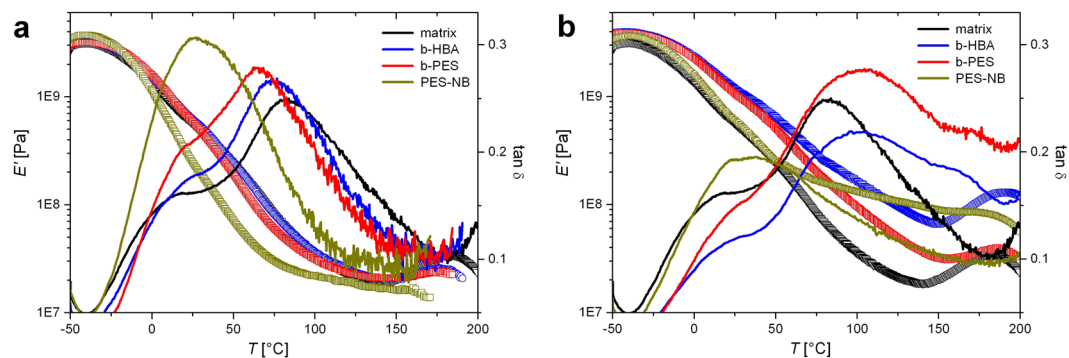 a
matrix
b-HBA
b-PES
PES-NB
1E9
1E8
1E7
E' [Pa]
0.3
0.2
0.1
tan δ
-50 0 50 100 150 200
T [°C]
b
matrix
b-HBA
b-PES
PES-NB
1E9
1E8
1E7
E' [Pa]
0.3
0.2
0.1
tan δ
-50 0 50 100 150 200
T [°C]